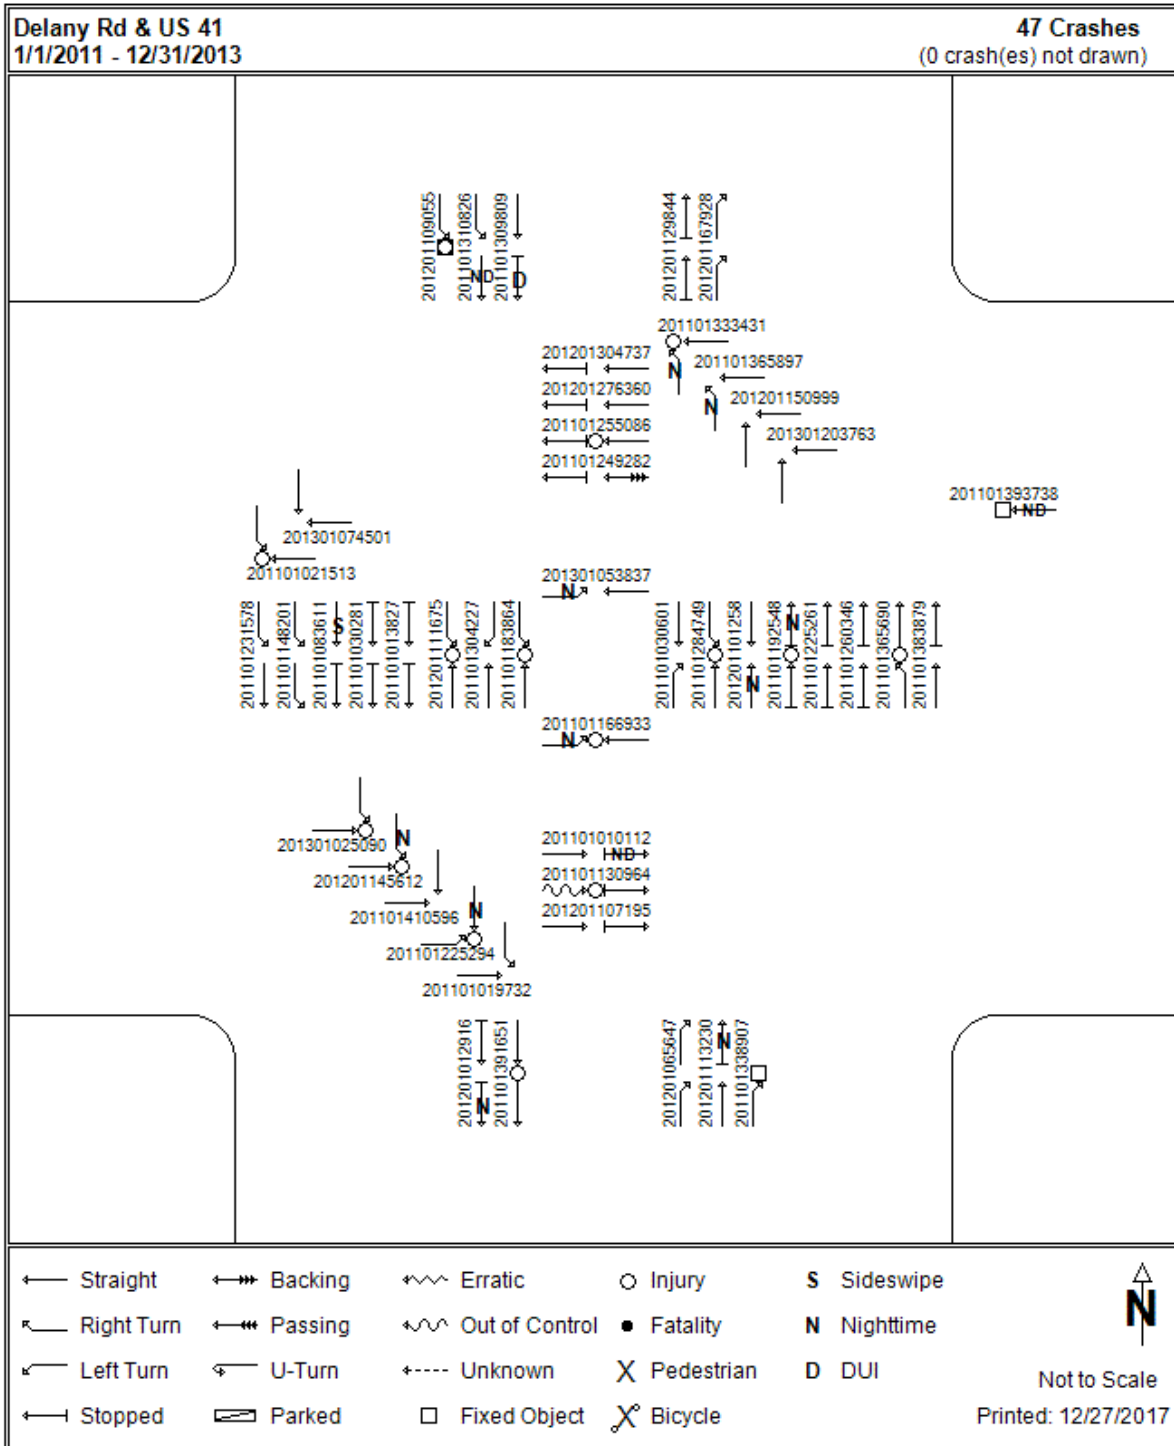 Delany Rd & US 41
47 Crashes
1/1/2011 - 12/31/2013
(0 crash(es) not drawn)
201201109055
201101310826
201101309809
ND
D
201201129844
201201167928
201101333431
N
201101365897
N
201201150999
201301203763
201201304737
201201276360
201101255086
201101249282
201101393738
ND
201301074501
201101021513
201301053837
N
201101231578
201101148201
201101083611
S
201101030281
201101013827
201201111675
201101304227
201101183864
201101030601
201101284749
201201101258
N
201101192548
N
201101225261
201101260346
201101365690
201101383879
201101166933
N
201301025090
N
201201145612
201101410596
N
201101225294
201101019732
201101010112
ND
201101130964
201201107195
201201012916
N
201101391651
201201065647
201201113230
N
201101338907
Straight
Backing
Erratic
Injury
S Sideswipe
Right Turn
Passing
Out of Control
Fatality
N Nighttime
Left Turn
U-Turn
Unknown
Pedestrian
D DUI
Stopped
Parked
Fixed Object
Bicycle
N
Not to Scale
Printed: 12/27/2017